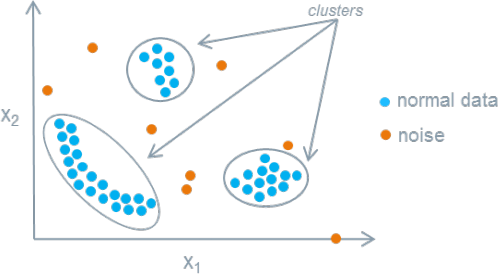 clusters
x2
normal data
noise
x1